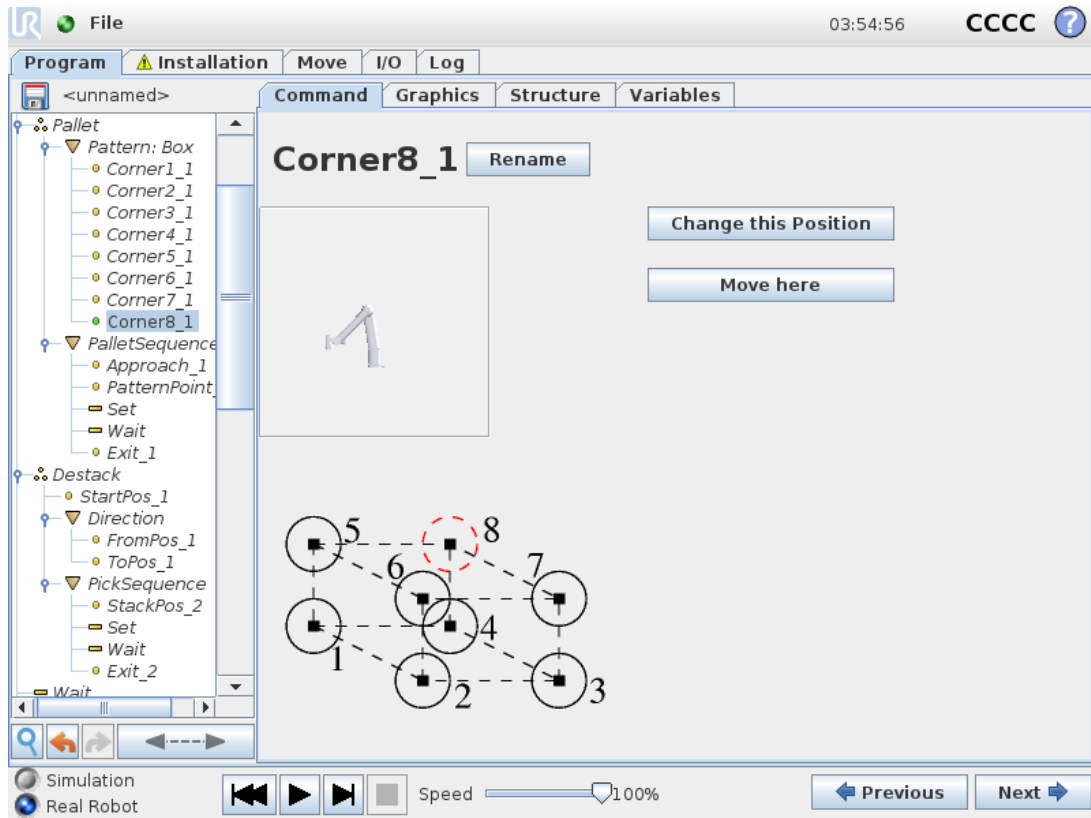 UR File 03:54:56 CCCC ?
Program Installation Move I/O Log
<unnamed> Command Graphics Structure Variables
Pallet
Pattern: Box
Corner1_1
Corner2_1
Corner3_1
Corner4_1
Corner5_1
Corner6_1
Corner7_1
Corner8_1
PalletSequence
Approach_1
PatternPoint_
Set
Wait
Exit_1
Destack
StartPos_1
Direction
FromPos_1
ToPos_1
PickSequence
StackPos_2
Set
Wait
Exit_2
Wait
Corner8_1 Rename
Change this Position
Move here
5 8
6 7
1 4
2 3
Simulation
Real Robot
Speed 100%
Previous Next